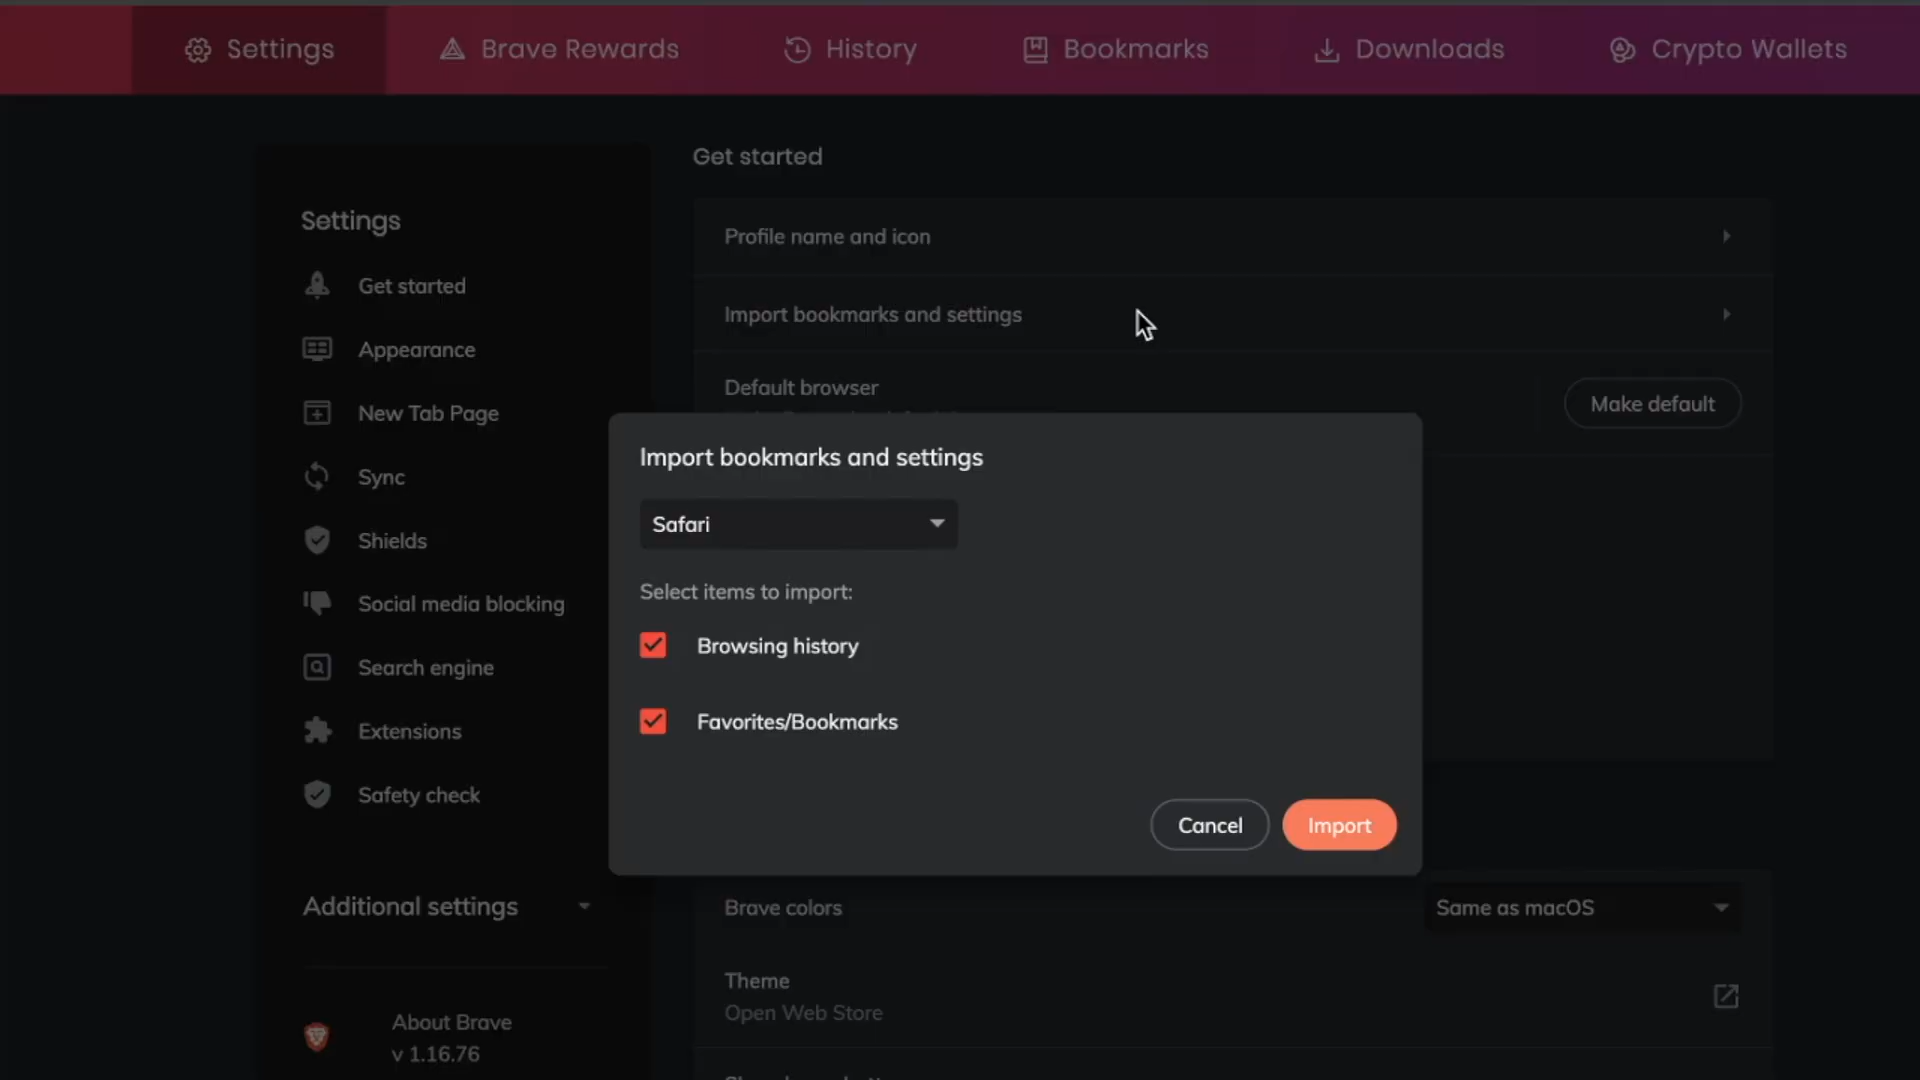 Settings
Brave Rewards
History
Bookmarks
Downloads
Crypto Wallets
Get started
Settings
Get started
Appearance
New Tab Page
Sync
Shields
Social media blocking
Search engine
Extensions
Safety check
Additional settings
About Brave
v 1.16.76
Profile name and icon
Import bookmarks and settings
Default browser
Make default
Import bookmarks and settings
Safari
Select items to import:
Browsing history
Favorites/Bookmarks
Cancel
Import
Brave colors
Same as macOS
Theme
Open Web Store